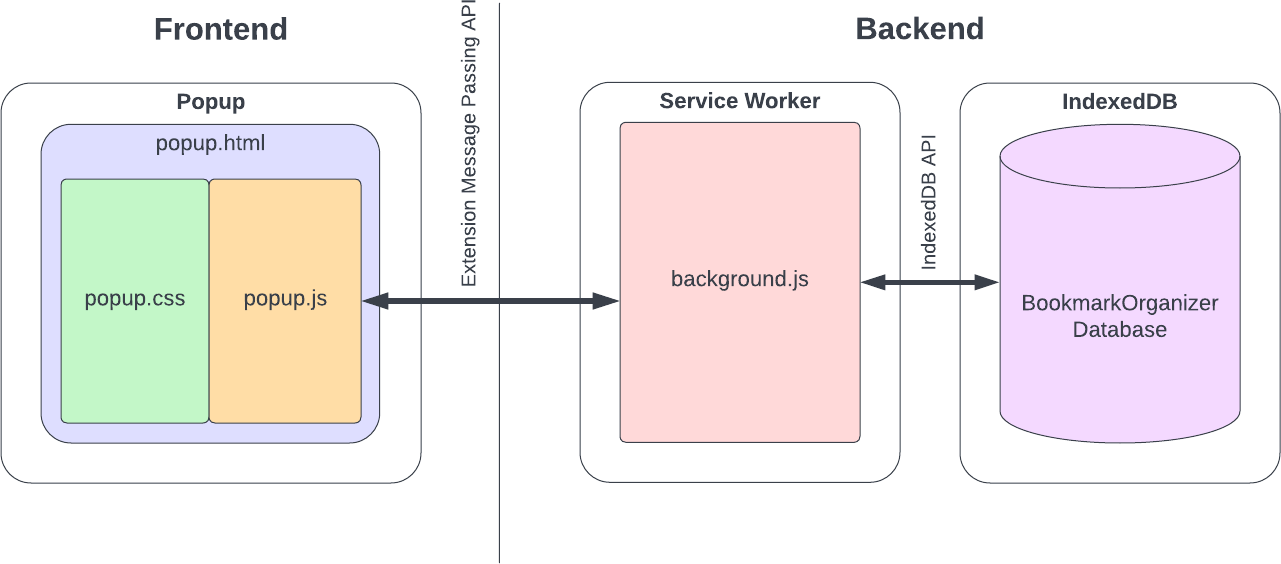 Frontend
Backend
Popup
popup.html
popup.css
popup.js
Extension Message Passing API
Service Worker
background.js
IndexedDB API
IndexedDB
BookmarkOrganizer
Database